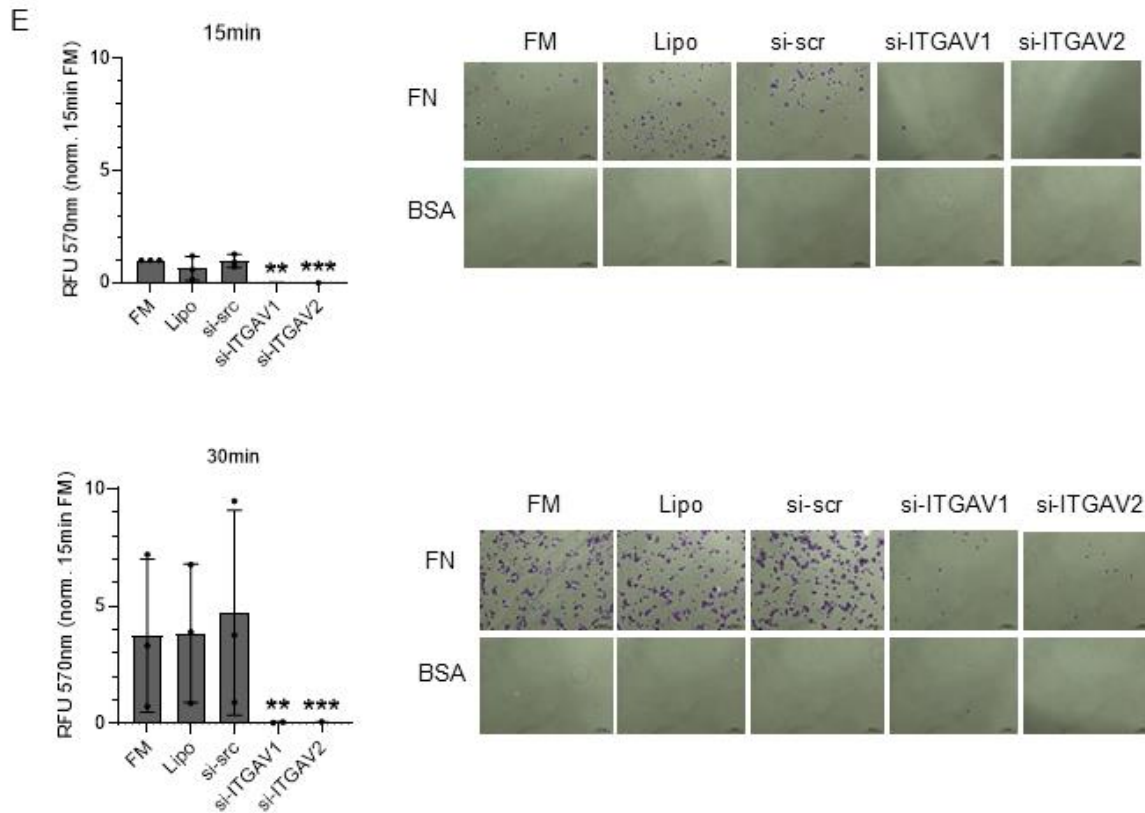 E
15min
RFU 570nm (norm. 15min FM)
10
5
0
FM
Lipo
si-src
si-ITGAV1
si-ITGAV2
** ***
FM Lipo si-scr si-ITGAV1 si-ITGAV2
FN
BSA
30min
RFU 570nm (norm. 15min FM)
10
5
0
FM
Lipo
si-src
si-ITGAV1
si-ITGAV2
** ***
FM Lipo si-scr si-ITGAV1 si-ITGAV2
FN
BSA